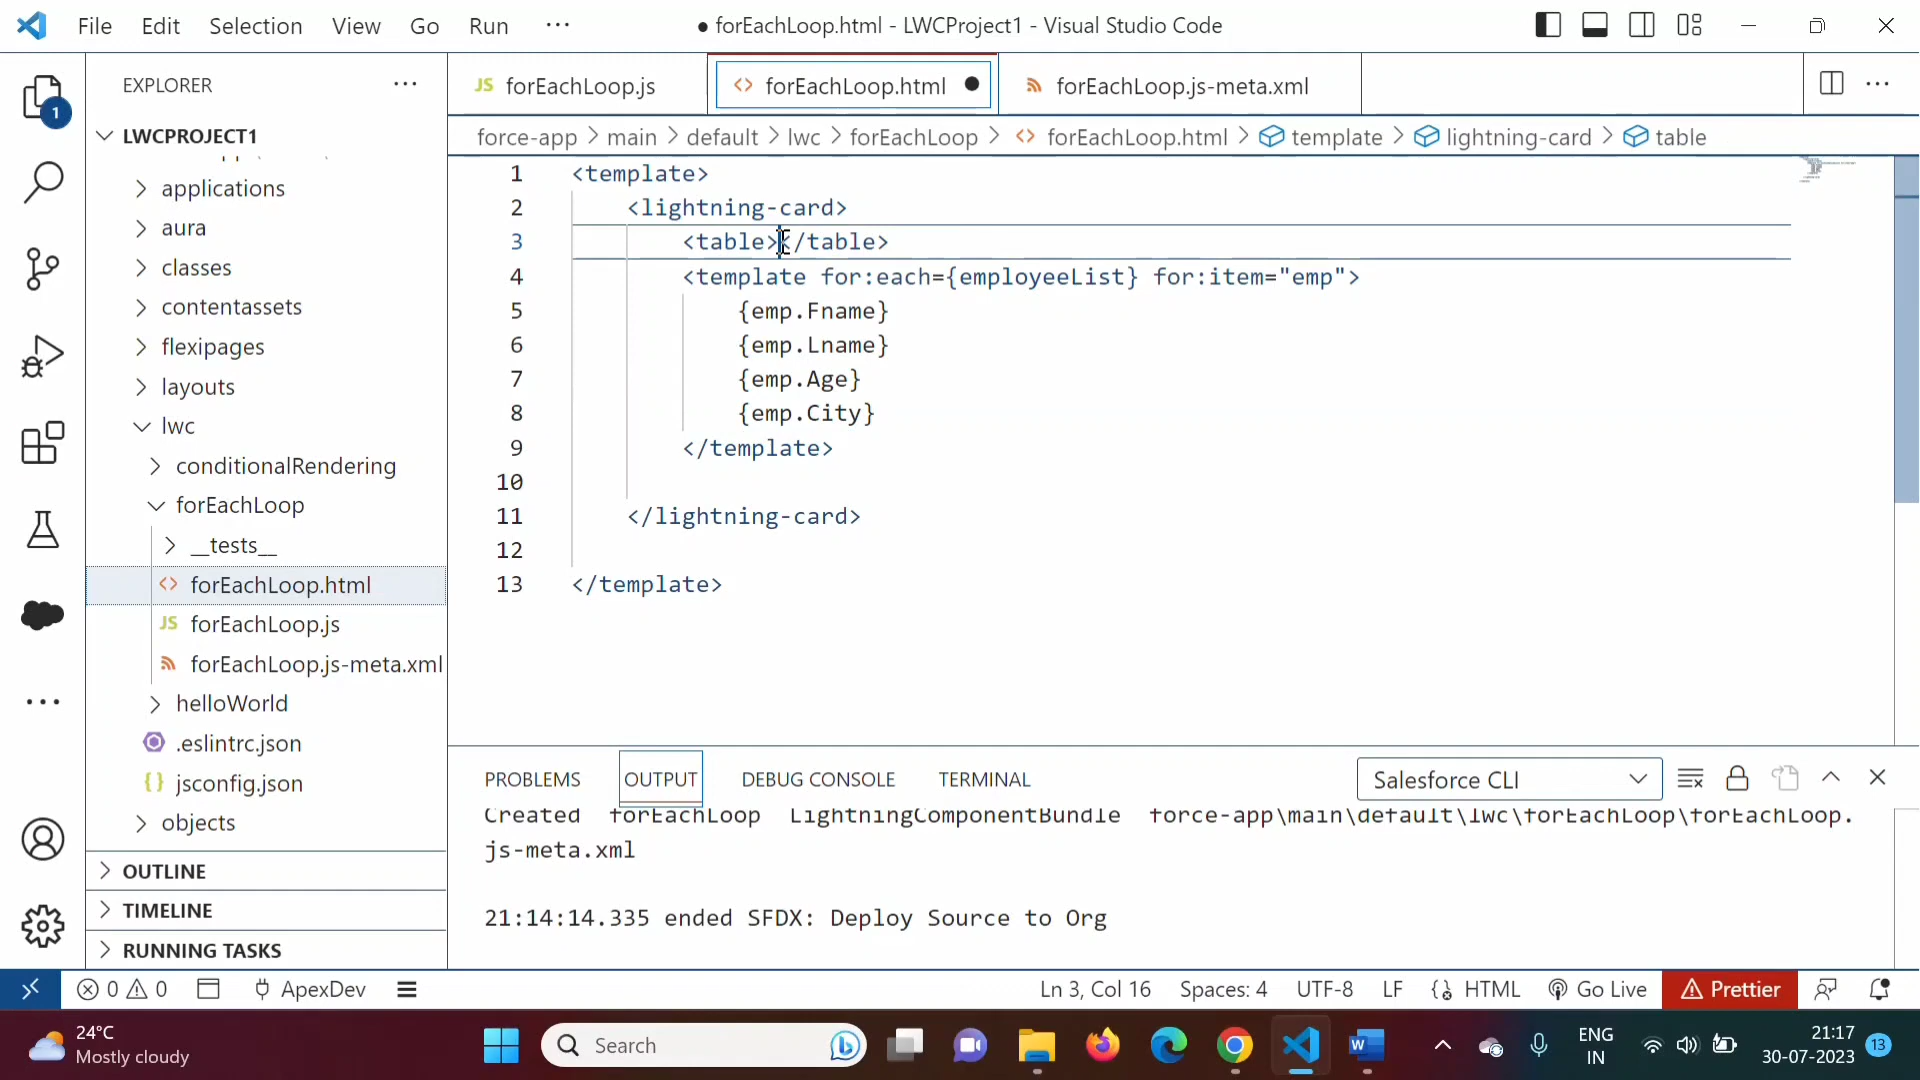 File Edit Selection View Go Run ···
● forEachLoop.html - LWCProject1 - Visual Studio Code
EXPLORER
JS forEachLoop.js
<> forEachLoop.html ●
forEachLoop.js-meta.xml
force-app > main > default > lwc > forEachLoop > <> forEachLoop.html > template > lightning-card > table
1
LWCPROJECT1
applications
aura
classes
contentassets
flexipages
layouts
lwc
conditionalRendering
forEachLoop
__tests__
<> forEachLoop.html
JS forEachLoop.js
forEachLoop.js-meta.xml
helloWorld
.eslintrc.json
{} jsconfig.json
objects
OUTLINE
TIMELINE
RUNNING TASKS
1 <template>
2 <lightning-card>
3 <table></table>
4 <template for:each={employeeList} for:item="emp">
5 {emp.Fname}
6 {emp.Lname}
7 {emp.Age}
8 {emp.City}
9 </template>
10
11 </lightning-card>
12
13 </template>
PROBLEMS OUTPUT DEBUG CONSOLE TERMINAL
Salesforce CLI
Created forEachLoop LightningComponentBundle force-app\main\default\lwc\forEachLoop\forEachLoop.
js-meta.xml
21:14:14.335 ended SFDX: Deploy Source to Org
0 0 ApexDev
Ln 3, Col 16 Spaces: 4 UTF-8 LF HTML Go Live Prettier
24°C
Mostly cloudy
Search
ENG
IN
21:17
30-07-2023
13